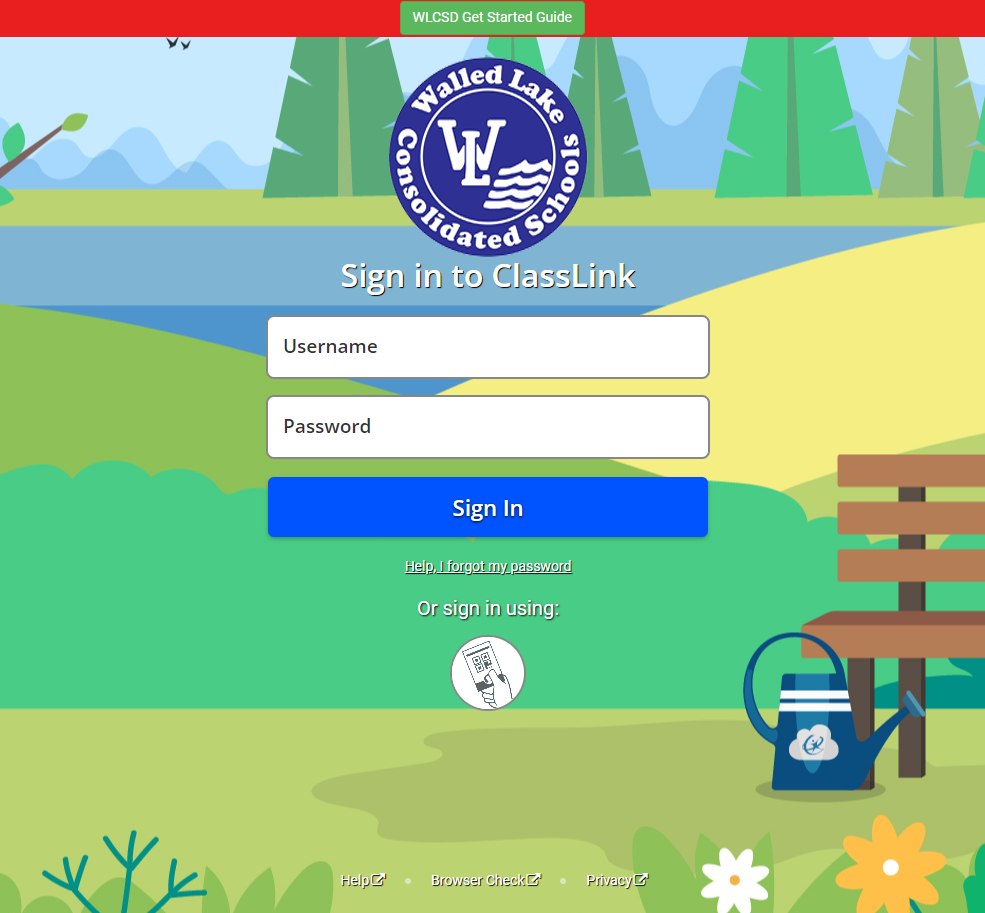 WLCSD Get Started Guide
Walled Lake
WL
Consolidated Schools
Sign in to ClassLink
Username
Password
Sign In
Help, I forgot my password
Or sign in using:
Help
Browser Check
Privacy